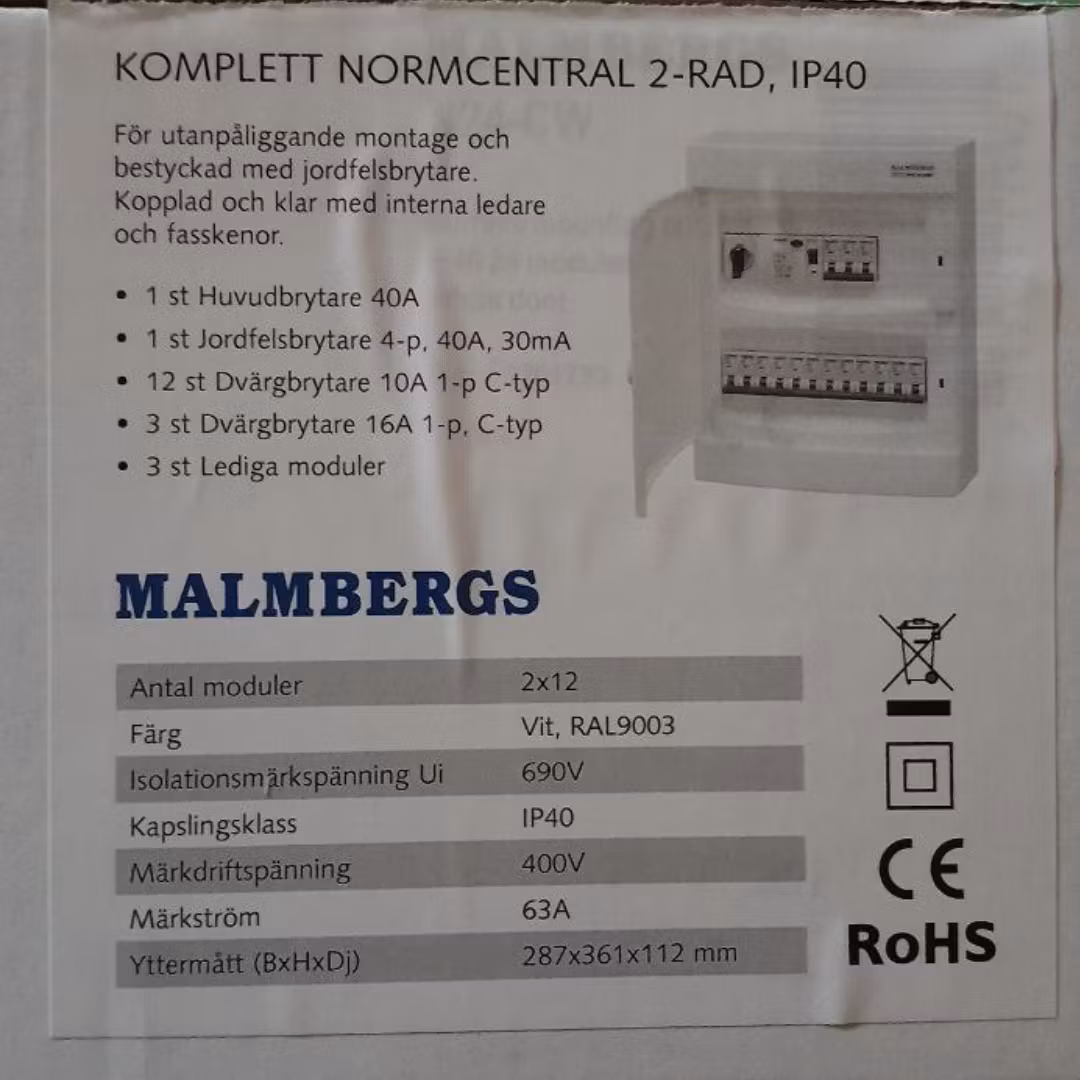 KOMPLETT NORMCENTRAL 2-RAD, IP40
För utanpåliggande montage och
bestyckad med jordfelsbrytare.
Kopplad och klar med interna ledare
och fasskenor.
• 1 st Huvudbrytare 40A
• 1 st Jordfelsbrytare 4-p, 40A, 30mA
• 12 st Dvärgbrytare 10A 1-p C-typ
• 3 st Dvärgbrytare 16A 1-p, C-typ
• 3 st Lediga moduler
MALMBERGS
Antal moduler 2x12
Färg Vit, RAL9003
Isolationsmärkspänning Ui 690V
Kapslingsklass IP40
Märkdriftspänning 400V
Märkström 63A
Yttermått (BxHxDj) 287x361x112 mm
CE
RoHS